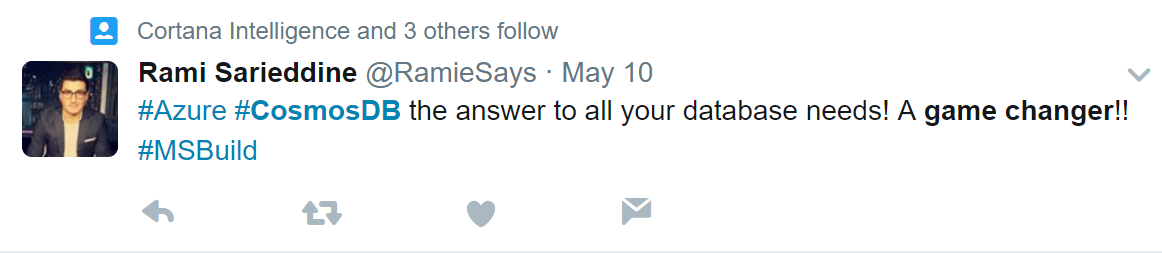 Cortana Intelligence and 3 others follow
Rami Sarieddine @RamieSays · May 10
#Azure #CosmosDB the answer to all your database needs! A game changer!!
#MSBuild